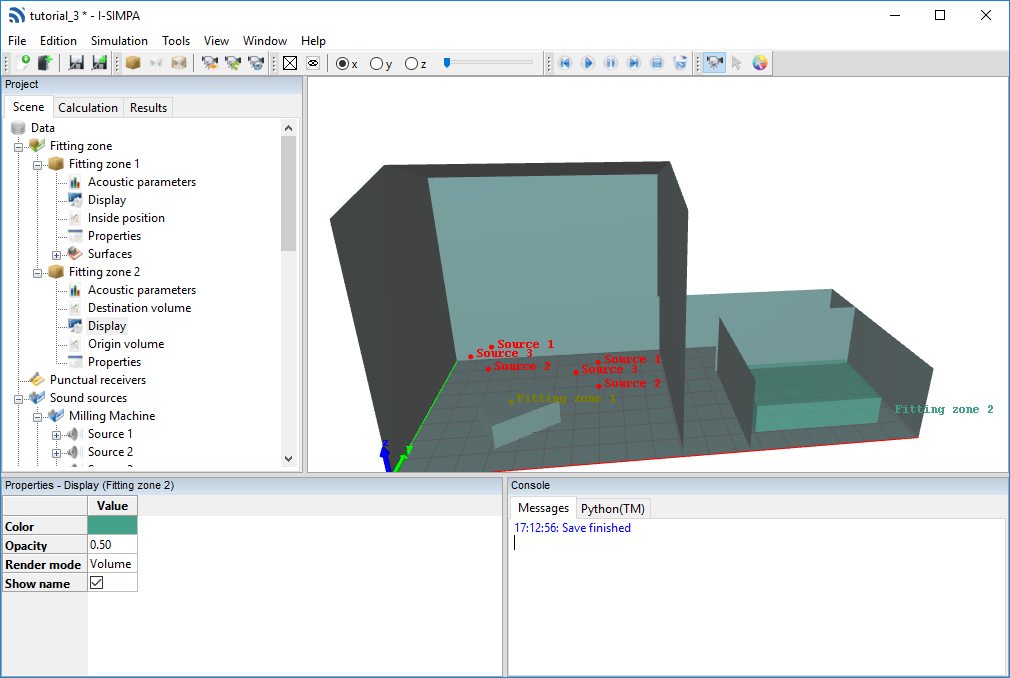 tutorial_3 * - I-SIMPA
File Edition Simulation Tools View Window Help
x y z
Project
Scene Calculation Results
Data
Fitting zone
Fitting zone 1
Acoustic parameters
Display
Inside position
Properties
Surfaces
Fitting zone 2
Acoustic parameters
Destination volume
Display
Origin volume
Properties
Punctual receivers
Sound sources
Milling Machine
Source 1
Source 2
Source 1
Source 3
Source 2
Source 1
Source 3
Source 2
Fitting zone 1
Fitting zone 2
Z
Properties - Display (Fitting zone 2)
Value
Color
Opacity 0.50
Render mode Volume
Show name
Console
Messages Python(TM)
17:12:56: Save finished